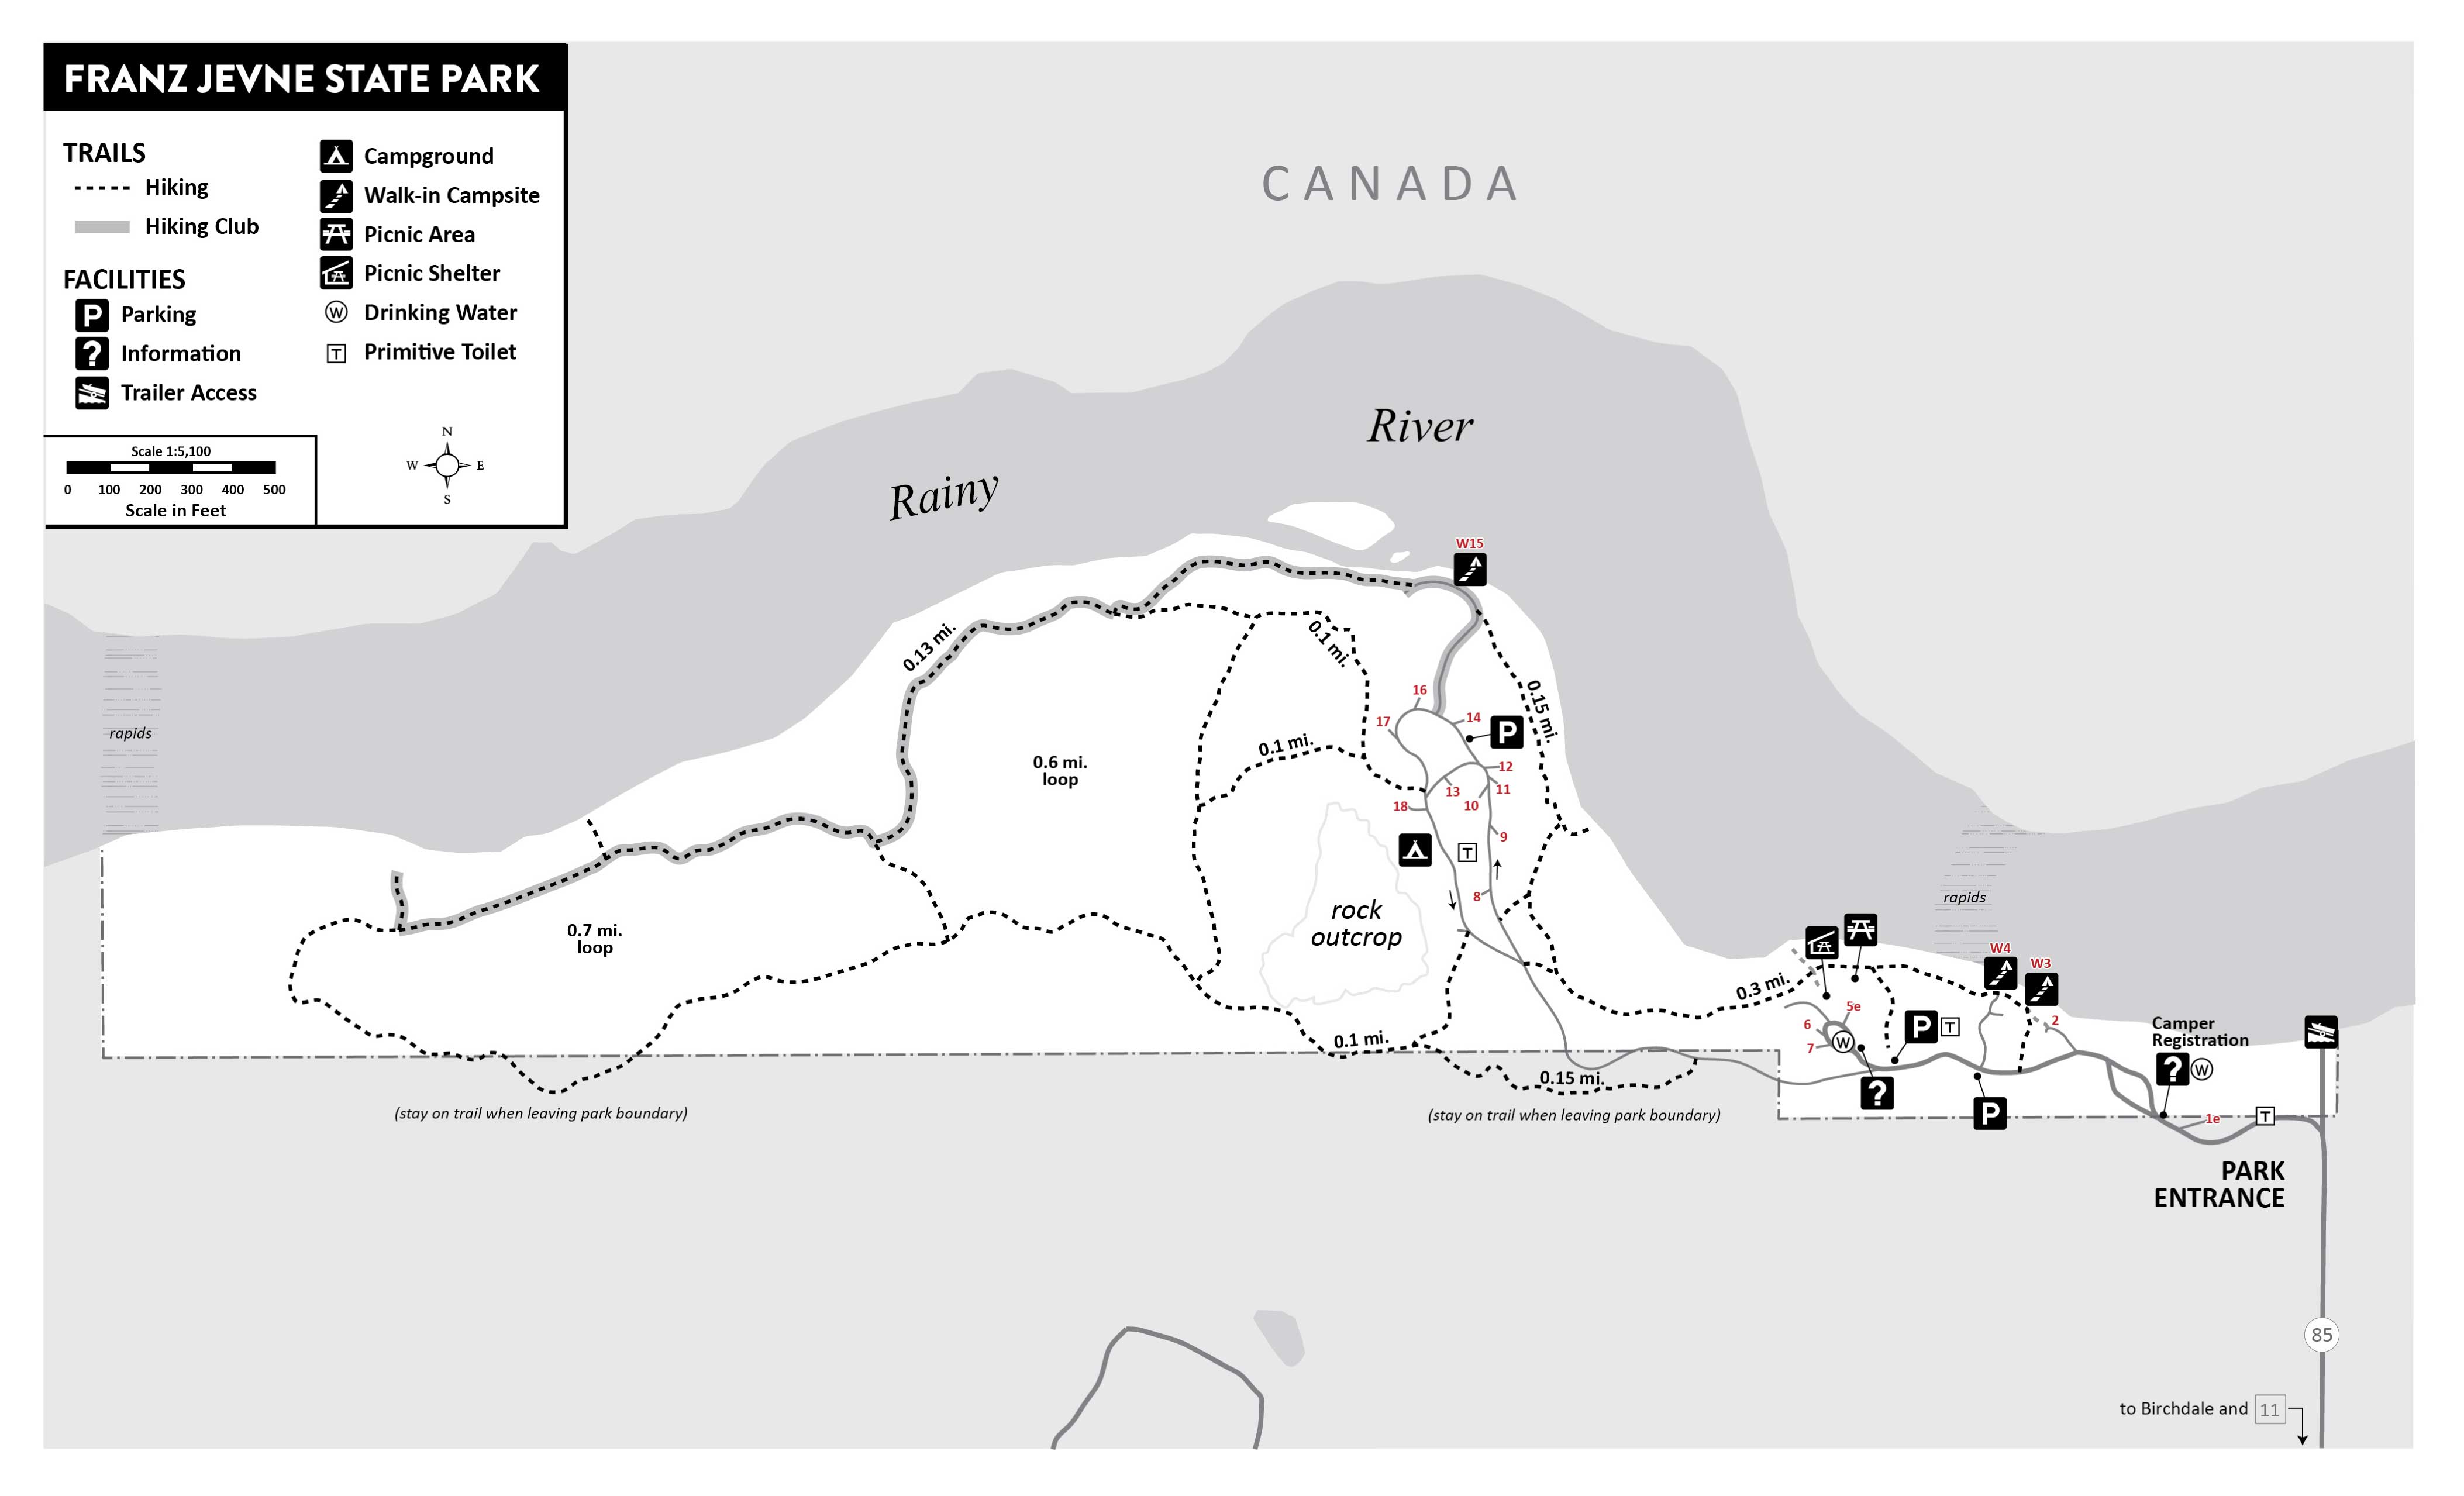 FRANZ JEVNE STATE PARK
TRAILS
Hiking
Hiking Club
FACILITIES
P Parking
? Information
Trailer Access
Campground
Walk-in Campsite
Picnic Area
Picnic Shelter
W Drinking Water
T Primitive Toilet
Scale 1:5,100
0 100 200 300 400 500
Scale in Feet
N
W E
S
CANADA
River
Rainy
W15
0.13 mi.
0.1 mi.
0.15 mi.
16
14
17
P
rapids
0.1 mi.
0.6 mi.
loop
12
11
13
10
18
9
T
8
rock
outcrop
rapids
0.7 mi.
loop
W4
W3
0.3 mi.
5e
6
7
W
P
T
2
Camper
Registration
? W
0.1 mi.
0.15 mi.
?
P
1e
T
(stay on trail when leaving park boundary)
(stay on trail when leaving park boundary)
PARK
ENTRANCE
85
to Birchdale and 11